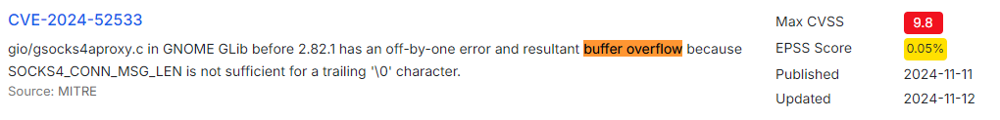 CVE-2024-52533
gio/gsocks4aproxy.c in GNOME GLib before 2.82.1 has an off-by-one error and resultant buffer overflow because
SOCKS4_CONN_MSG_LEN is not sufficient for a trailing '\0' character.
Source: MITRE
Max CVSS 9.8
EPSS Score 0.05%
Published 2024-11-11
Updated 2024-11-12